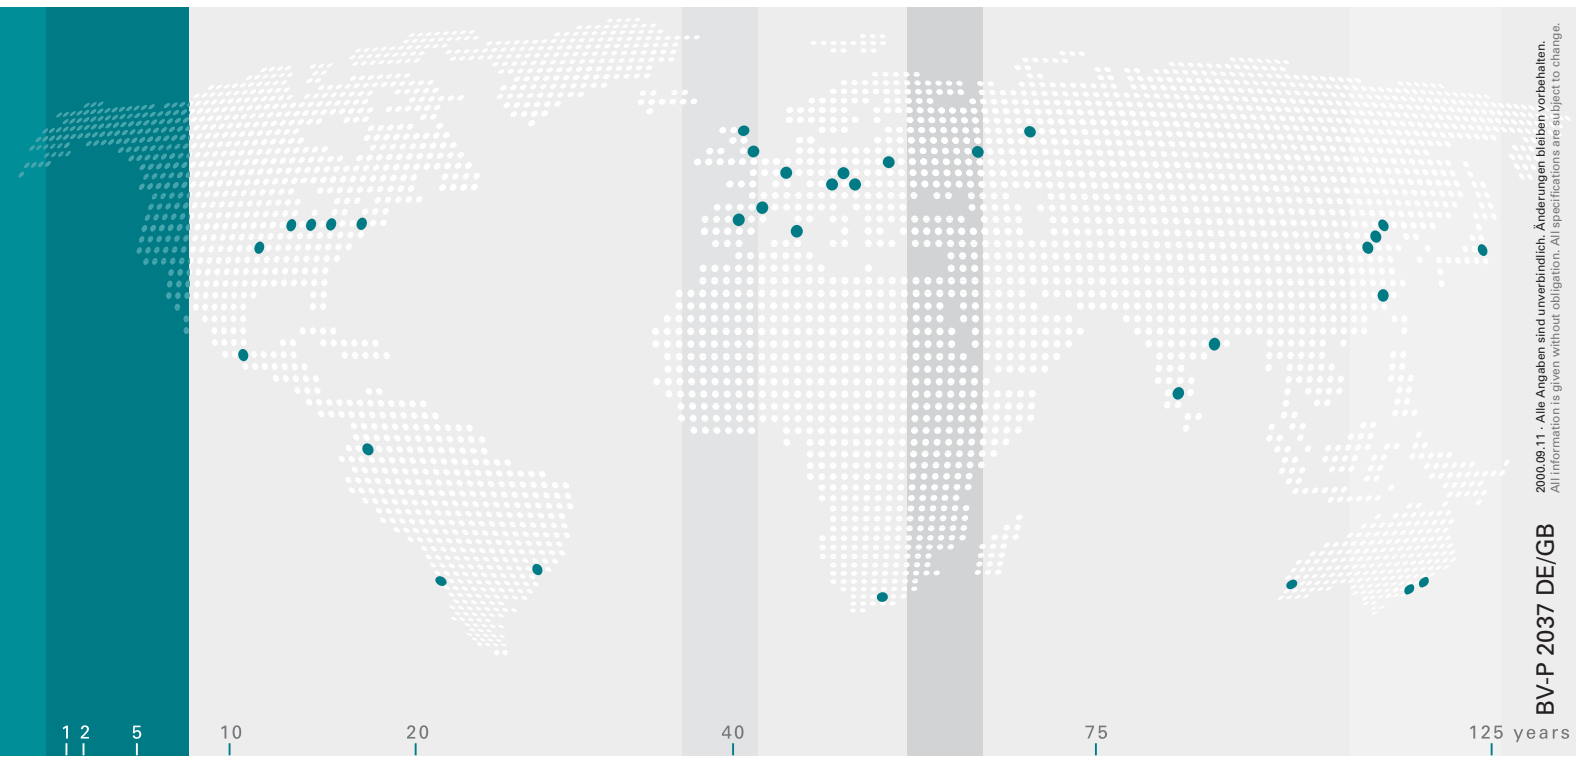 2000.09.11 · Alle Angaben sind unverbindlich. Änderungen bleiben vorbehalten.
All information is given without obligation. All specifications are subject to change.
BV-P 2037 DE/GB
1 2 5 10 20 40 75 125 years